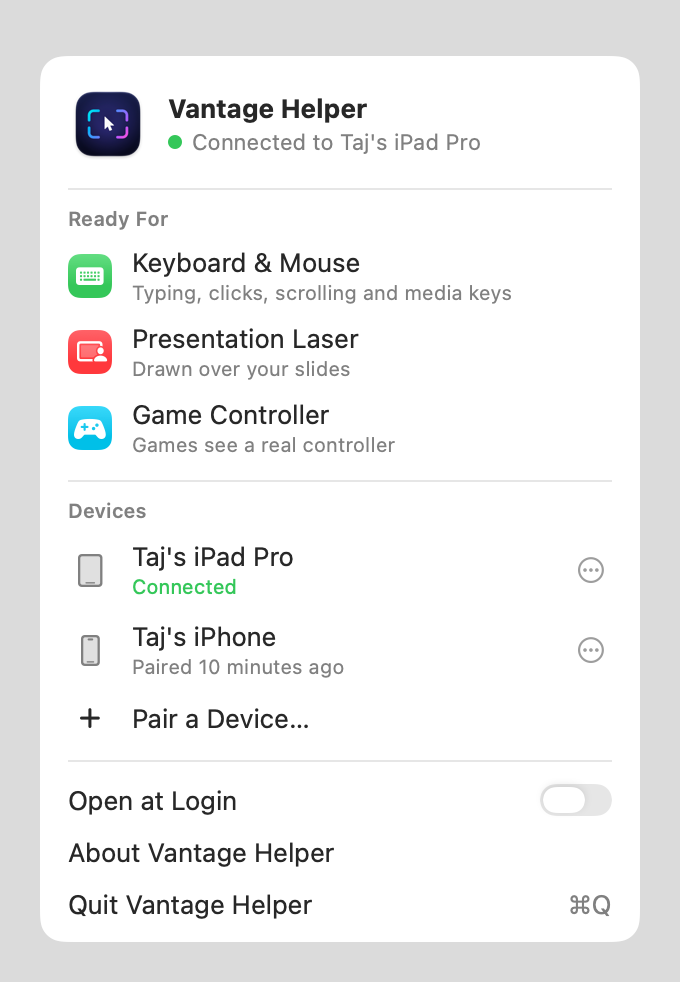 Vantage Helper
Connected to Taj's iPad Pro
Ready For
Keyboard & Mouse
Typing, clicks, scrolling and media keys
Presentation Laser
Drawn over your slides
Game Controller
Games see a real controller
Devices
Taj's iPad Pro
Connected
Taj's iPhone
Paired 10 minutes ago
Pair a Device...
Open at Login
About Vantage Helper
Quit Vantage Helper ⌘Q